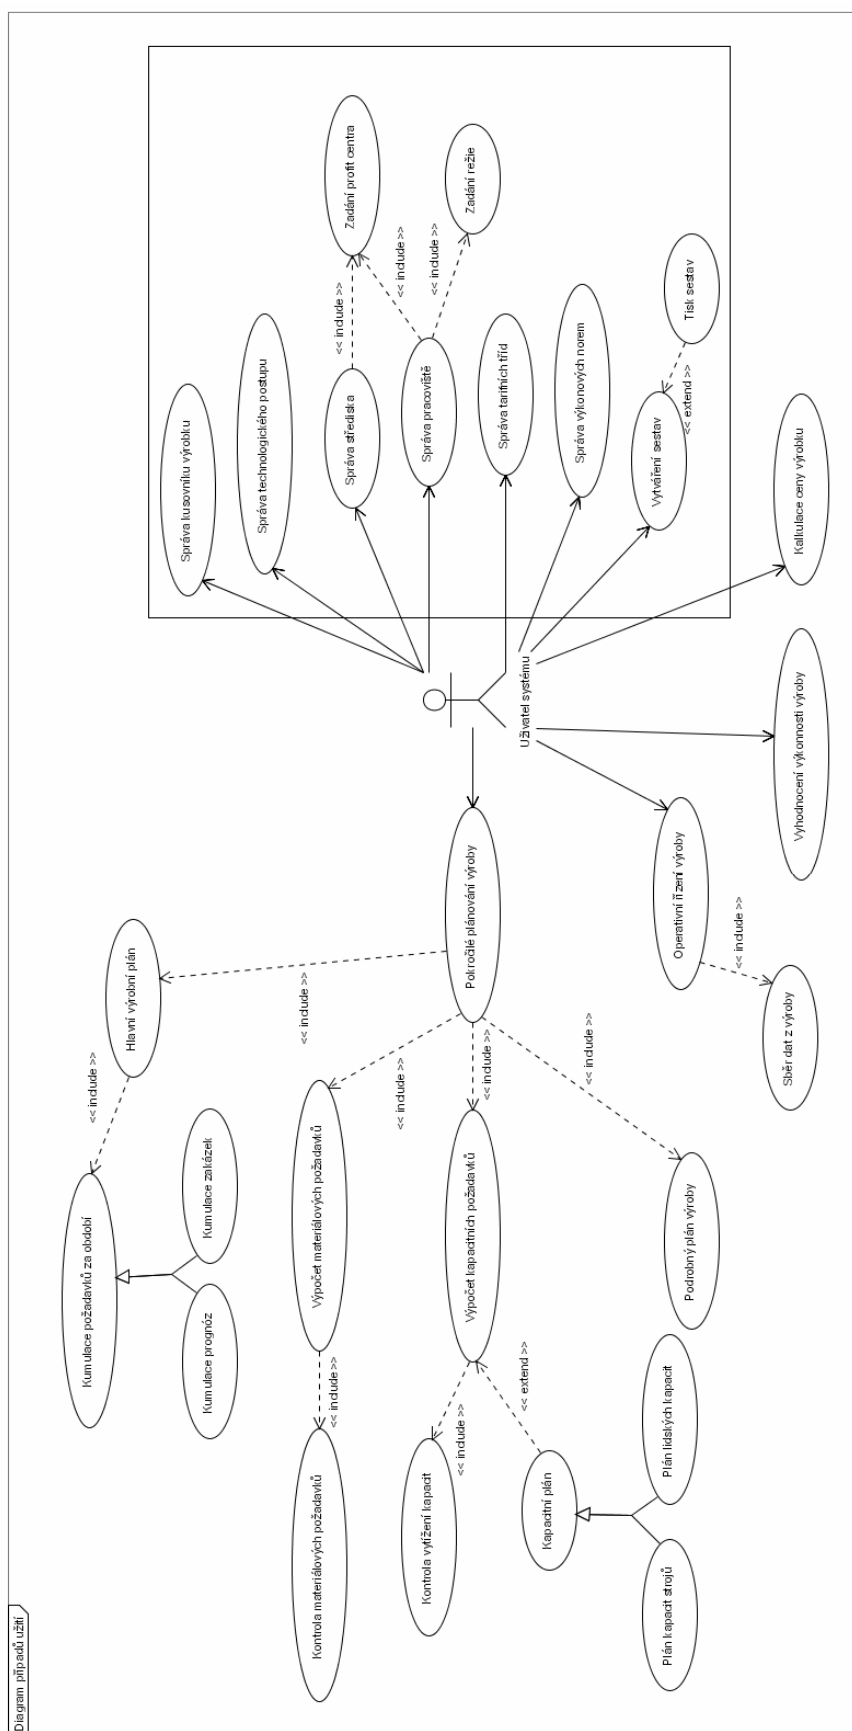 Diagram případů užití
Kumulace požadavků za období
<< include >>
Hlavní výrobní plán
Správa kusovníku výrobku
Kumulace prognóz
Kumulace zakázek
Správa technologického postupu
<< include >>
Kontrola materiálových požadavků
Výpočet materiálových požadavků
<< include >>
<< include >>
Správa střediska
Zadání profit centra
<< include >>
<< include >>
Kontrola vytížení kapacit
Správa pracoviště
<< include >>
<< include >>
Výpočet kapacitních požadavků
Pokročilé plánování výroby
Zadání režie
<< include >>
Správa tarifních tříd
<< extend >>
Uživatel systému
Kapacitní plán
Správa výkonových norem
<< include >>
Vytváření sestav
Plán kapacit strojů
Plán lidských kapacit
Operativní řízení výroby
Podrobný plán výroby
<< extend >>
Tisk sestav
<< include >>
Sběr dat z výroby
Vyhodnocení výkonnosti výroby
Kalkulace ceny výrobku